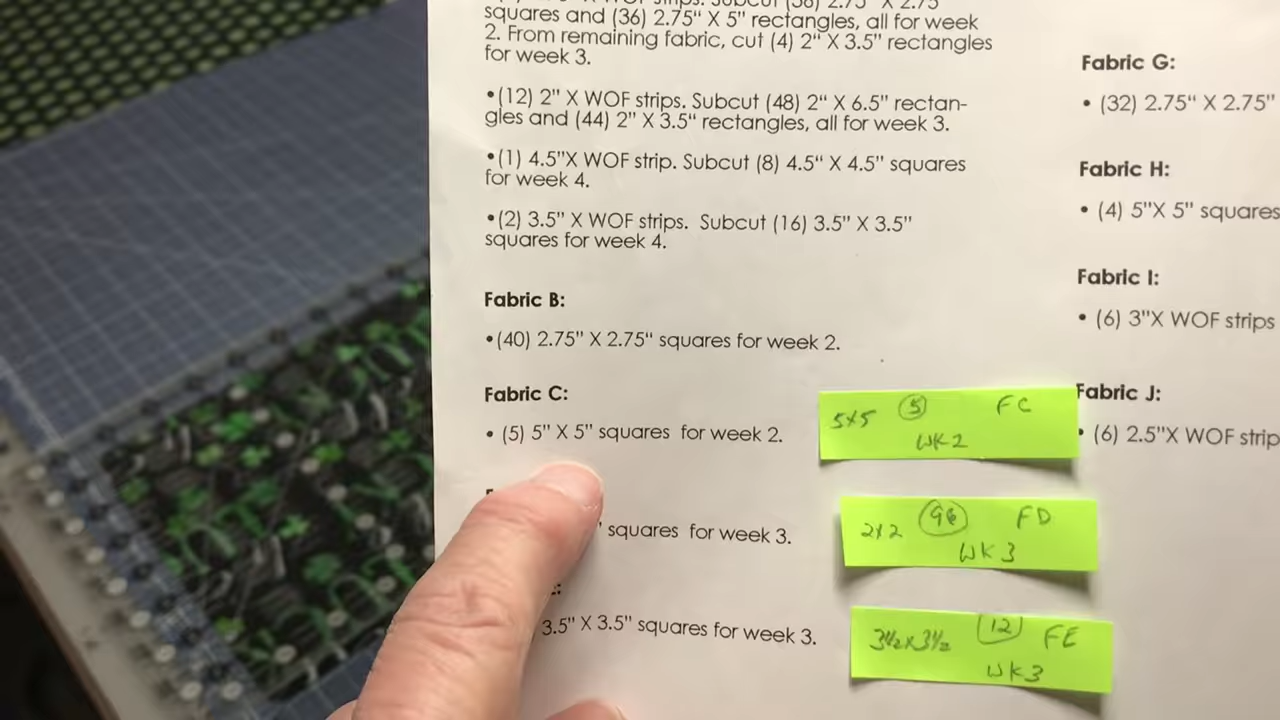 squares and (36) 2.75" X 5" rectangles, all for week
2. From remaining fabric, cut (4) 2" X 3.5" rectangles
for week 3.
•(12) 2" X WOF strips. Subcut (48) 2" X 6.5" rectan-
gles and (44) 2" X 3.5" rectangles, all for week 3.
•(1) 4.5"X WOF strip. Subcut (8) 4.5" X 4.5" squares
for week 4.
•(2) 3.5" X WOF strips. Subcut (16) 3.5" X 3.5"
squares for week 4.
Fabric B:
•(40) 2.75" X 2.75" squares for week 2.
Fabric C:
• (5) 5" X 5" squares for week 2.
" squares for week 3.
3.5" X 3.5" squares for week 3.
5x5 5 FC
WK2
2x2 96 FD
WK3
3½x3½ 12 FE
WK3
Fabric G:
• (32) 2.75" X 2.75"
Fabric H:
• (4) 5"X 5" squares
Fabric I:
• (6) 3"X WOF strips
Fabric J:
• (6) 2.5"X WOF strip